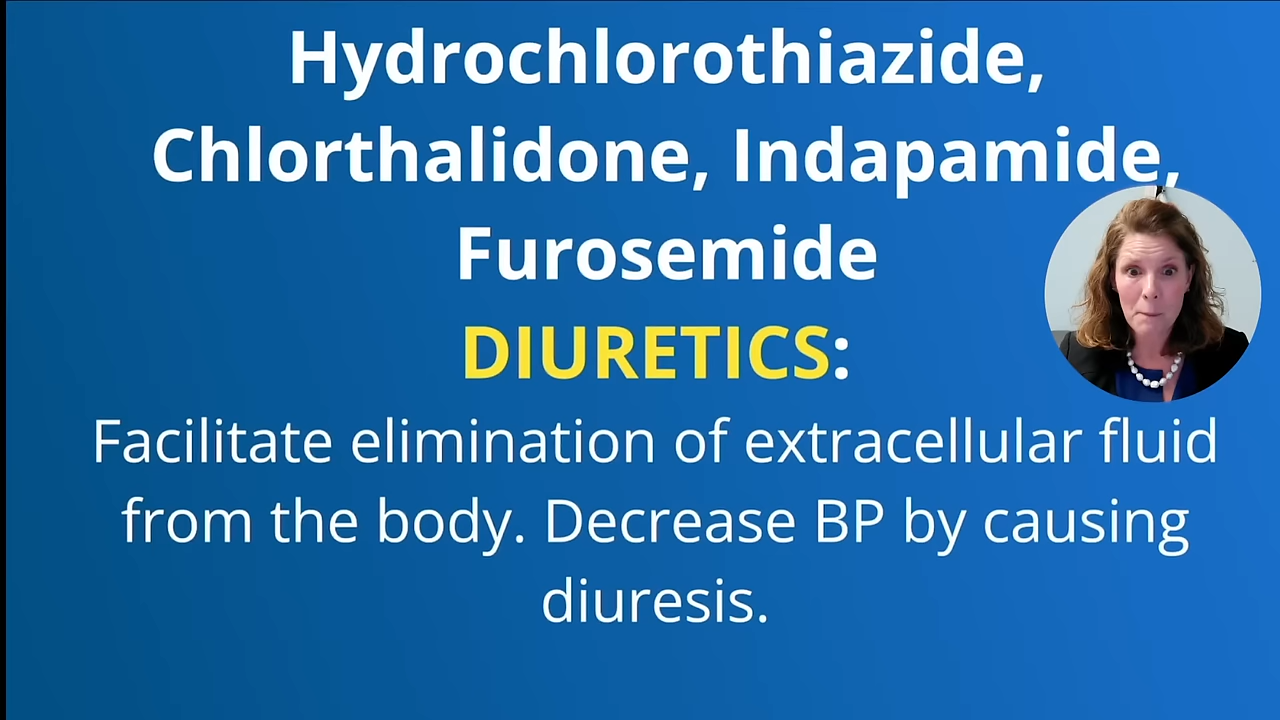 Hydrochlorothiazide,
Chlorthalidone, Indapamide,
Furosemide
DIURETICS:
Facilitate elimination of extracellular fluid
from the body. Decrease BP by causing
diuresis.